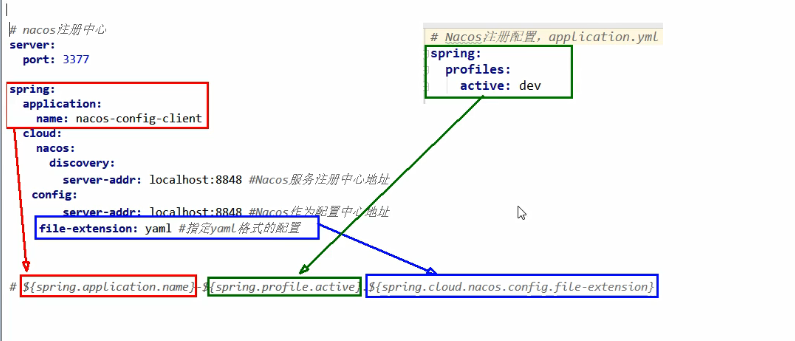 # nacos注册中心
server:
  port: 3377
spring:
  application:
    name: nacos-config-client
  cloud:
    nacos:
      discovery:
        server-addr: localhost:8848 #Nacos服务注册中心地址
      config:
        server-addr: localhost:8848 #Nacos作为配置中心地址
        file-extension: yaml #指定yaml格式的配置
# Nacos注册配置，application.yml
spring:
  profiles:
    active: dev
# ${spring.application.name}-${spring.profile.active}.${spring.cloud.nacos.config.file-extension}